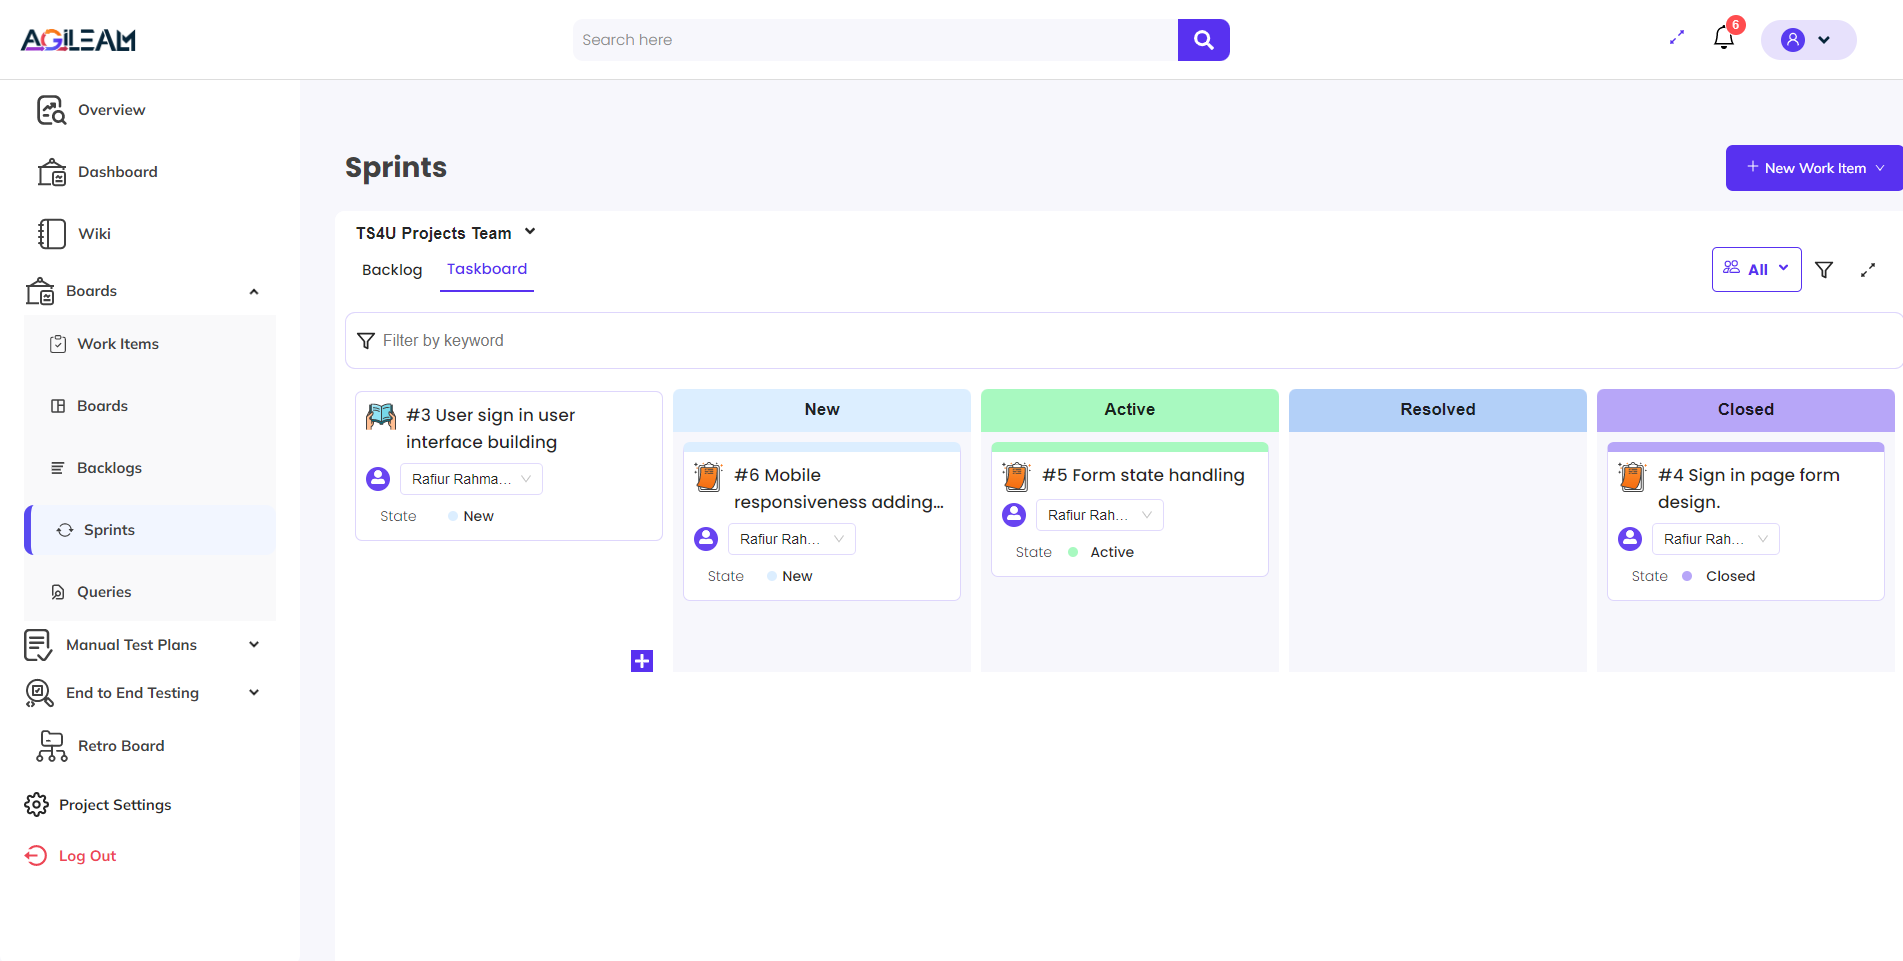 AGILEAM
Search here
6
Overview
Dashboard
Wiki
Boards
Work Items
Boards
Backlogs
Sprints
Queries
Manual Test Plans
End to End Testing
Retro Board
Project Settings
Log Out
Sprints
New Work Item
TS4U Projects Team
Backlog
Taskboard
All
Filter by keyword
#3 User sign in user
interface building
Rafiur Rahma...
State New
New
#6 Mobile
responsiveness adding...
Rafiur Rah...
State New
Active
#5 Form state handling
Rafiur Rah...
State Active
Resolved
Closed
#4 Sign in page form
design.
Rafiur Rah...
State Closed